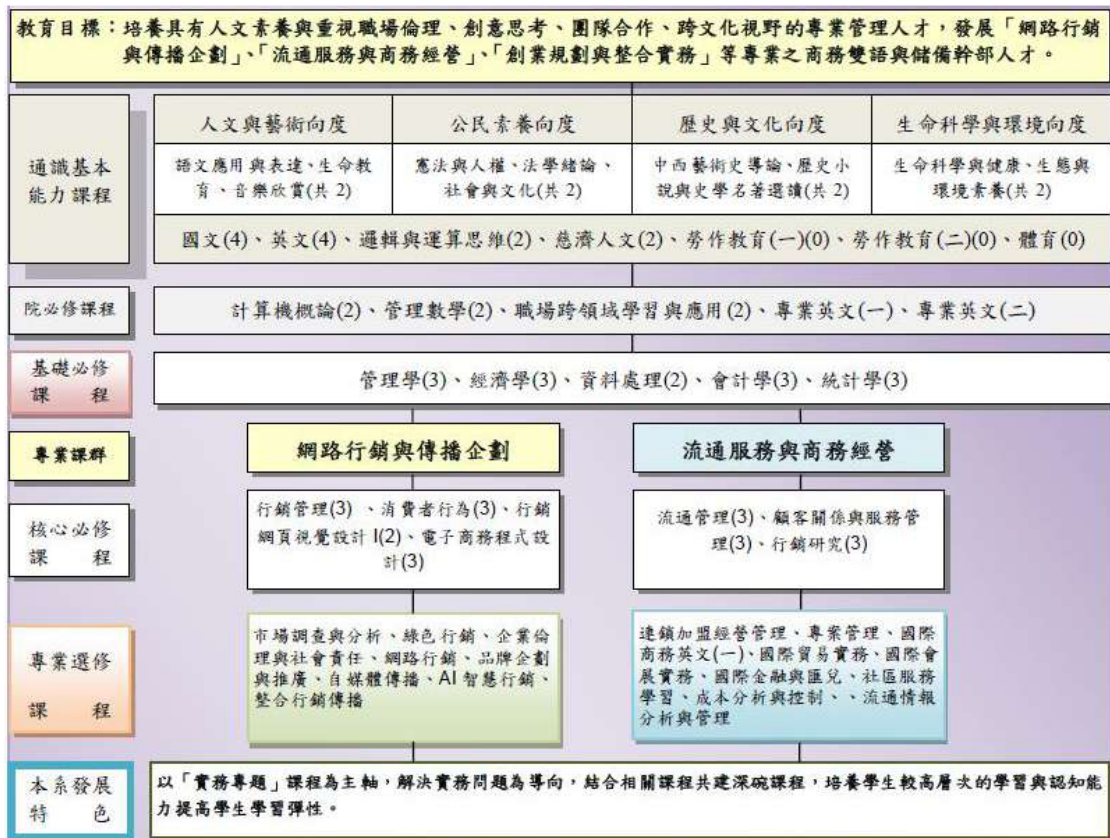 教育目標：培養具有人文素養與重視職場倫理、創意思考、團隊合作、跨文化視野的專業管理人才，發展「網路行銷
與傳播企劃」、「流通服務與商務經營」、「創業規劃與整合實務」等專業之商務雙語與儲備幹部人才。
通識基本
能力課程
人文與藝術向度
語文應用與表達、生命教
育、音樂欣賞(共 2)
公民素養向度
憲法與人權、法學緒論、
社會與文化(共 2)
歷史與文化向度
中西藝術史導論、歷史小
說與史學名著選讀(共 2)
生命科學與環境向度
生命科學與健康、生態與
環境素養(共 2)
國文(4)、英文(4)、邏輯與運算思維(2)、慈濟人文(2)、勞作教育(一)(0)、勞作教育(二)(0)、體育(0)
院必修課程
計算機概論(2)、管理數學(2)、職場跨領域學習與應用(2)、專業英文(一)、專業英文(二)
基礎必修
課 程
管理學(3)、經濟學(3)、資料處理(2)、會計學(3)、統計學(3)
專業課群
網路行銷與傳播企劃
流通服務與商務經營
核心必修
課 程
行銷管理(3) 、消費者行為(3)、行銷
網頁視覺設計 I(2)、電子商務程式設
計(3)
流通管理(3)、顧客關係與服務管
理(3)、行銷研究(3)
專業選修
課 程
市場調查與分析、綠色行銷、企業倫
理與社會責任、網路行銷、品牌企劃
與推廣、自媒體傳播、AI 智慧行銷、
整合行銷傳播
連鎖加盟經營管理、專案管理、國際
商務英文(一)、國際貿易實務、國際會
展實務、國際金融與匯兌、社區服務
學習、成本分析與控制、、流通情報
分析與管理
本系發展
特 色
以「實務專題」課程為主軸，解決實務問題為導向，結合相關課程共建深碗課程，培養學生較高層次的學習與認知能
力提高學生學習彈性。